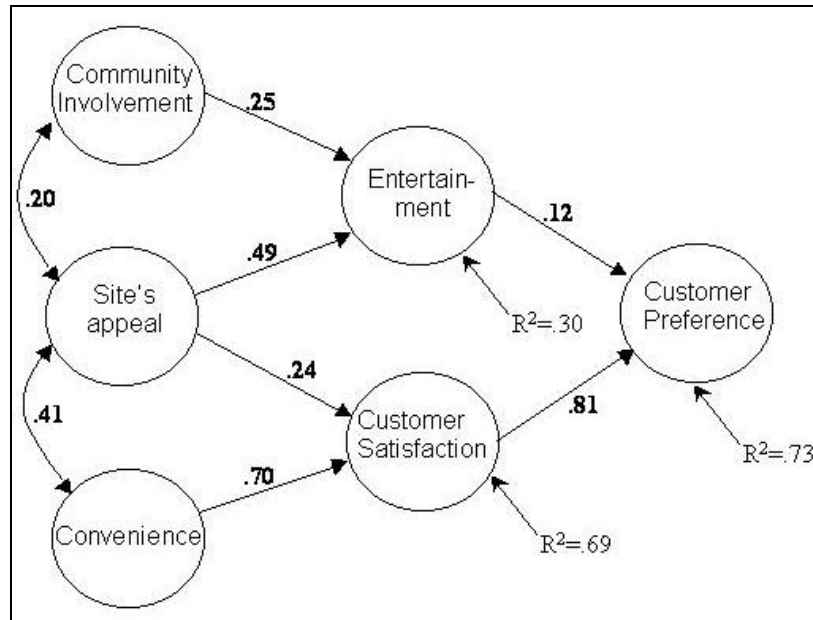 Community
Involvement
.25
.20
Entertain-
ment
.12
.49
Site's
appeal
R²=.30
Customer
Preference
.24
.41
Customer
Satisfaction
.81
.70
R²=.73
Convenience
R²=.69